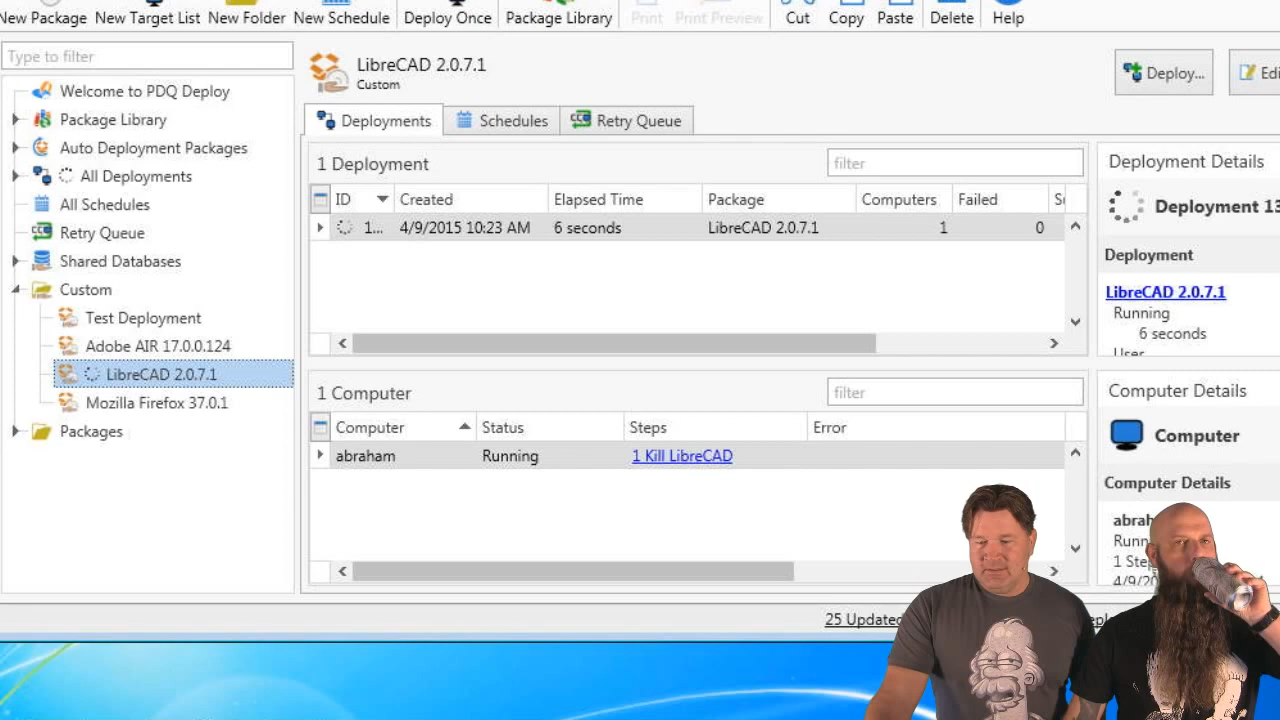 New Package New Target List New Folder New Schedule Deploy Once Package Library Print Print Preview Cut Copy Paste Delete Help
Type to filter
Welcome to PDQ Deploy
Package Library
Auto Deployment Packages
All Deployments
All Schedules
Retry Queue
Shared Databases
Custom
Test Deployment
Adobe AIR 17.0.0.124
LibreCAD 2.0.7.1
Mozilla Firefox 37.0.1
Packages
LibreCAD 2.0.7.1
Custom
Deploy...
Deployments Schedules Retry Queue
1 Deployment
filter
ID Created Elapsed Time Package Computers Failed
1... 4/9/2015 10:23 AM 6 seconds LibreCAD 2.0.7.1 1 0
1 Computer
filter
Computer Status Steps Error
abraham Running 1 Kill LibreCAD
Deployment Details
Deployment 13
Deployment
LibreCAD 2.0.7.1
Running
6 seconds
User
Computer Details
Computer
Computer Details
25 Updated